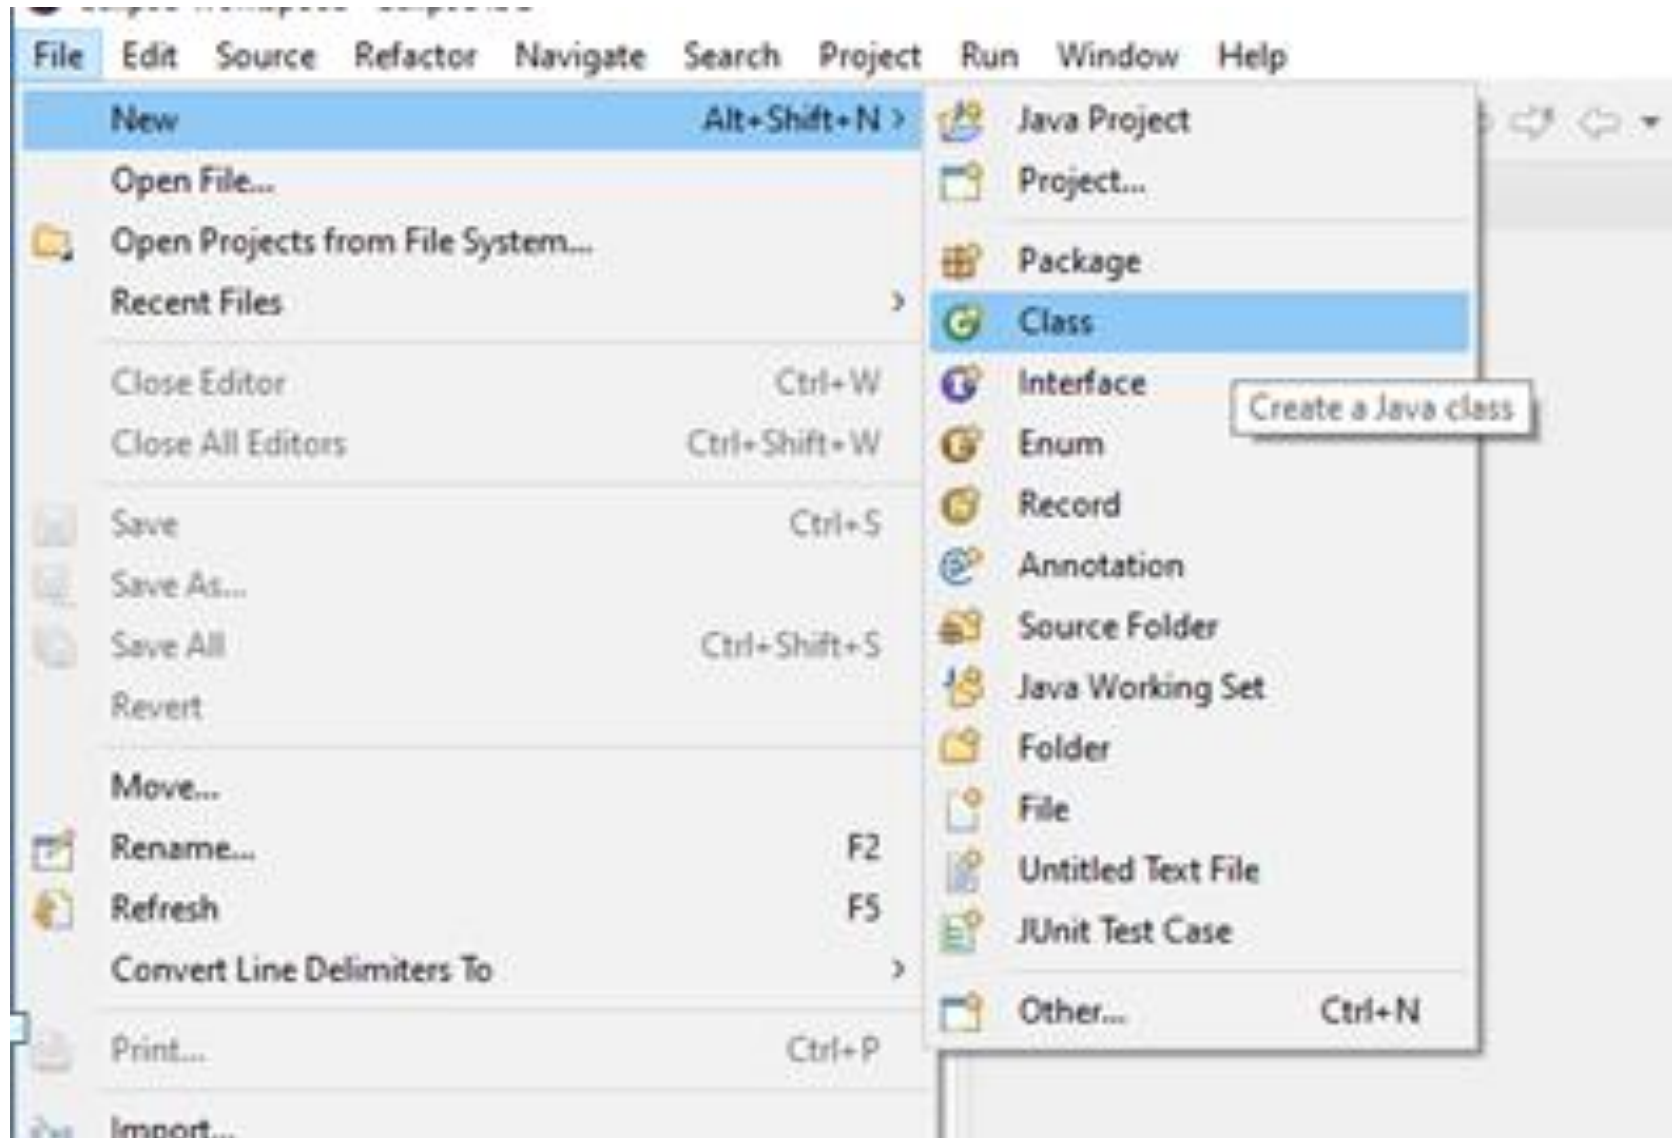 File Edit Source Refactor Navigate Search Project Run Window Help
New Alt+Shift+N >
Open File...
Open Projects from File System...
Recent Files >
Close Editor Ctrl+W
Close All Editors Ctrl+Shift+W
Save Ctrl+S
Save As...
Save All Ctrl+Shift+S
Revert
Move...
Rename... F2
Refresh F5
Convert Line Delimiters To >
Print... Ctrl+P
Import...
Java Project
Project...
Package
Class
Interface
Create a Java class
Enum
Record
Annotation
Source Folder
Java Working Set
Folder
File
Untitled Text File
JUnit Test Case
Other... Ctrl+N